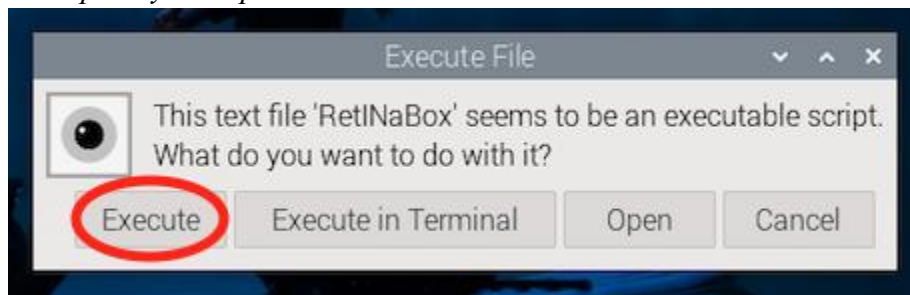 Execute File
This text file 'RetINaBox' seems to be an executable script.
What do you want to do with it?
Execute Execute in Terminal Open Cancel